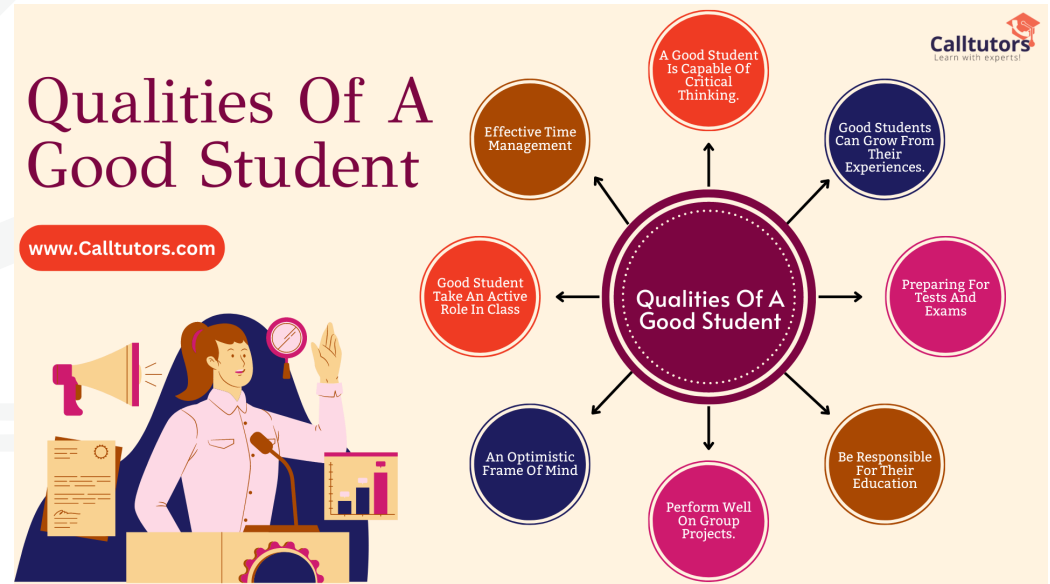 Qualities Of A
Good Student
www.Calltutors.com
Calltutors
Learn with experts!
A Good Student
Is Capable Of
Critical
Thinking.
Good Students
Can Grow From
Their
Experiences.
Preparing For
Tests And
Exams
Be Responsible
For Their
Education
Perform Well
On Group
Projects.
An Optimistic
Frame Of Mind
Good Student
Take An Active
Role In Class
Effective Time
Management
Qualities Of A
Good Student